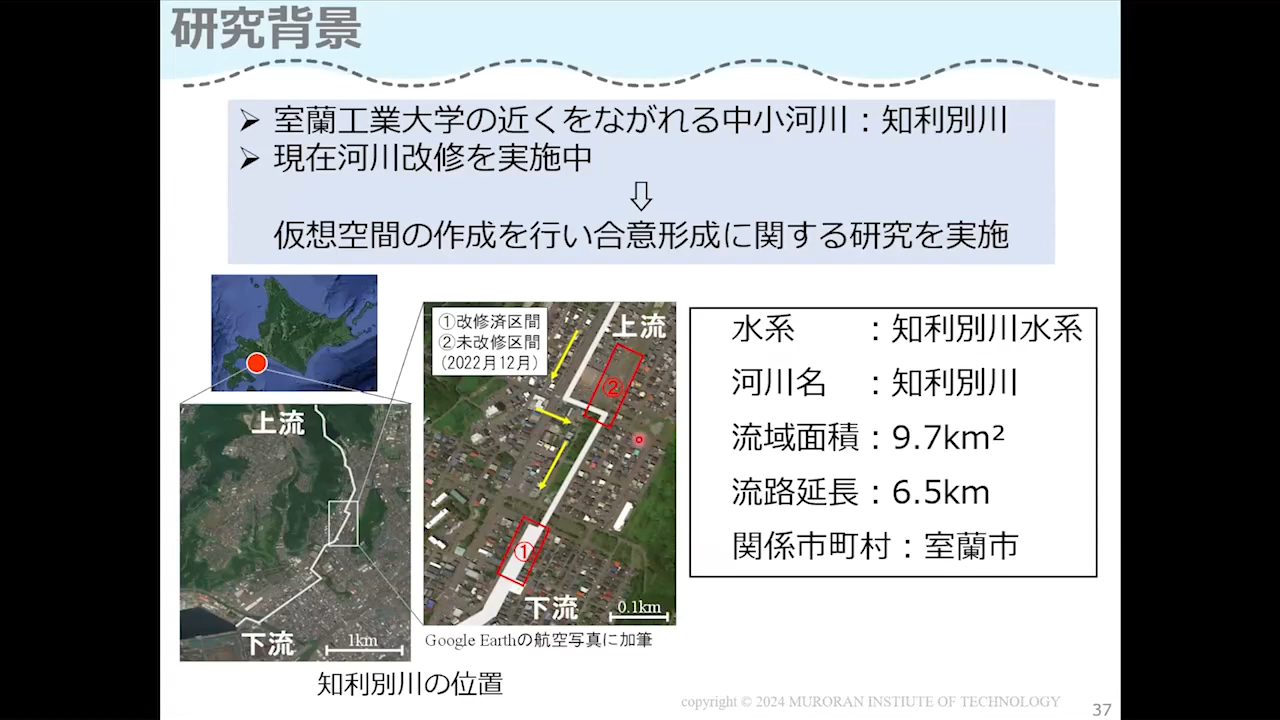 研究背景
➢ 室蘭工業大学の近くをながれる中小河川：知利別川
➢ 現在河川改修を実施中
⇩
仮想空間の作成を行い合意形成に関する研究を実施
①改修済区間
②未改修区間
(2022月12月)
上流
②
①
下流
0.1km
Google Earthの航空写真に加筆
上流
下流
1km
知利別川の位置
水系　　：知利別川水系
河川名　：知利別川
流域面積：9.7km²
流路延長：6.5km
関係市町村：室蘭市
copyright © 2024 MURORAN INSTIUTE OF TECHNOLOGY
37